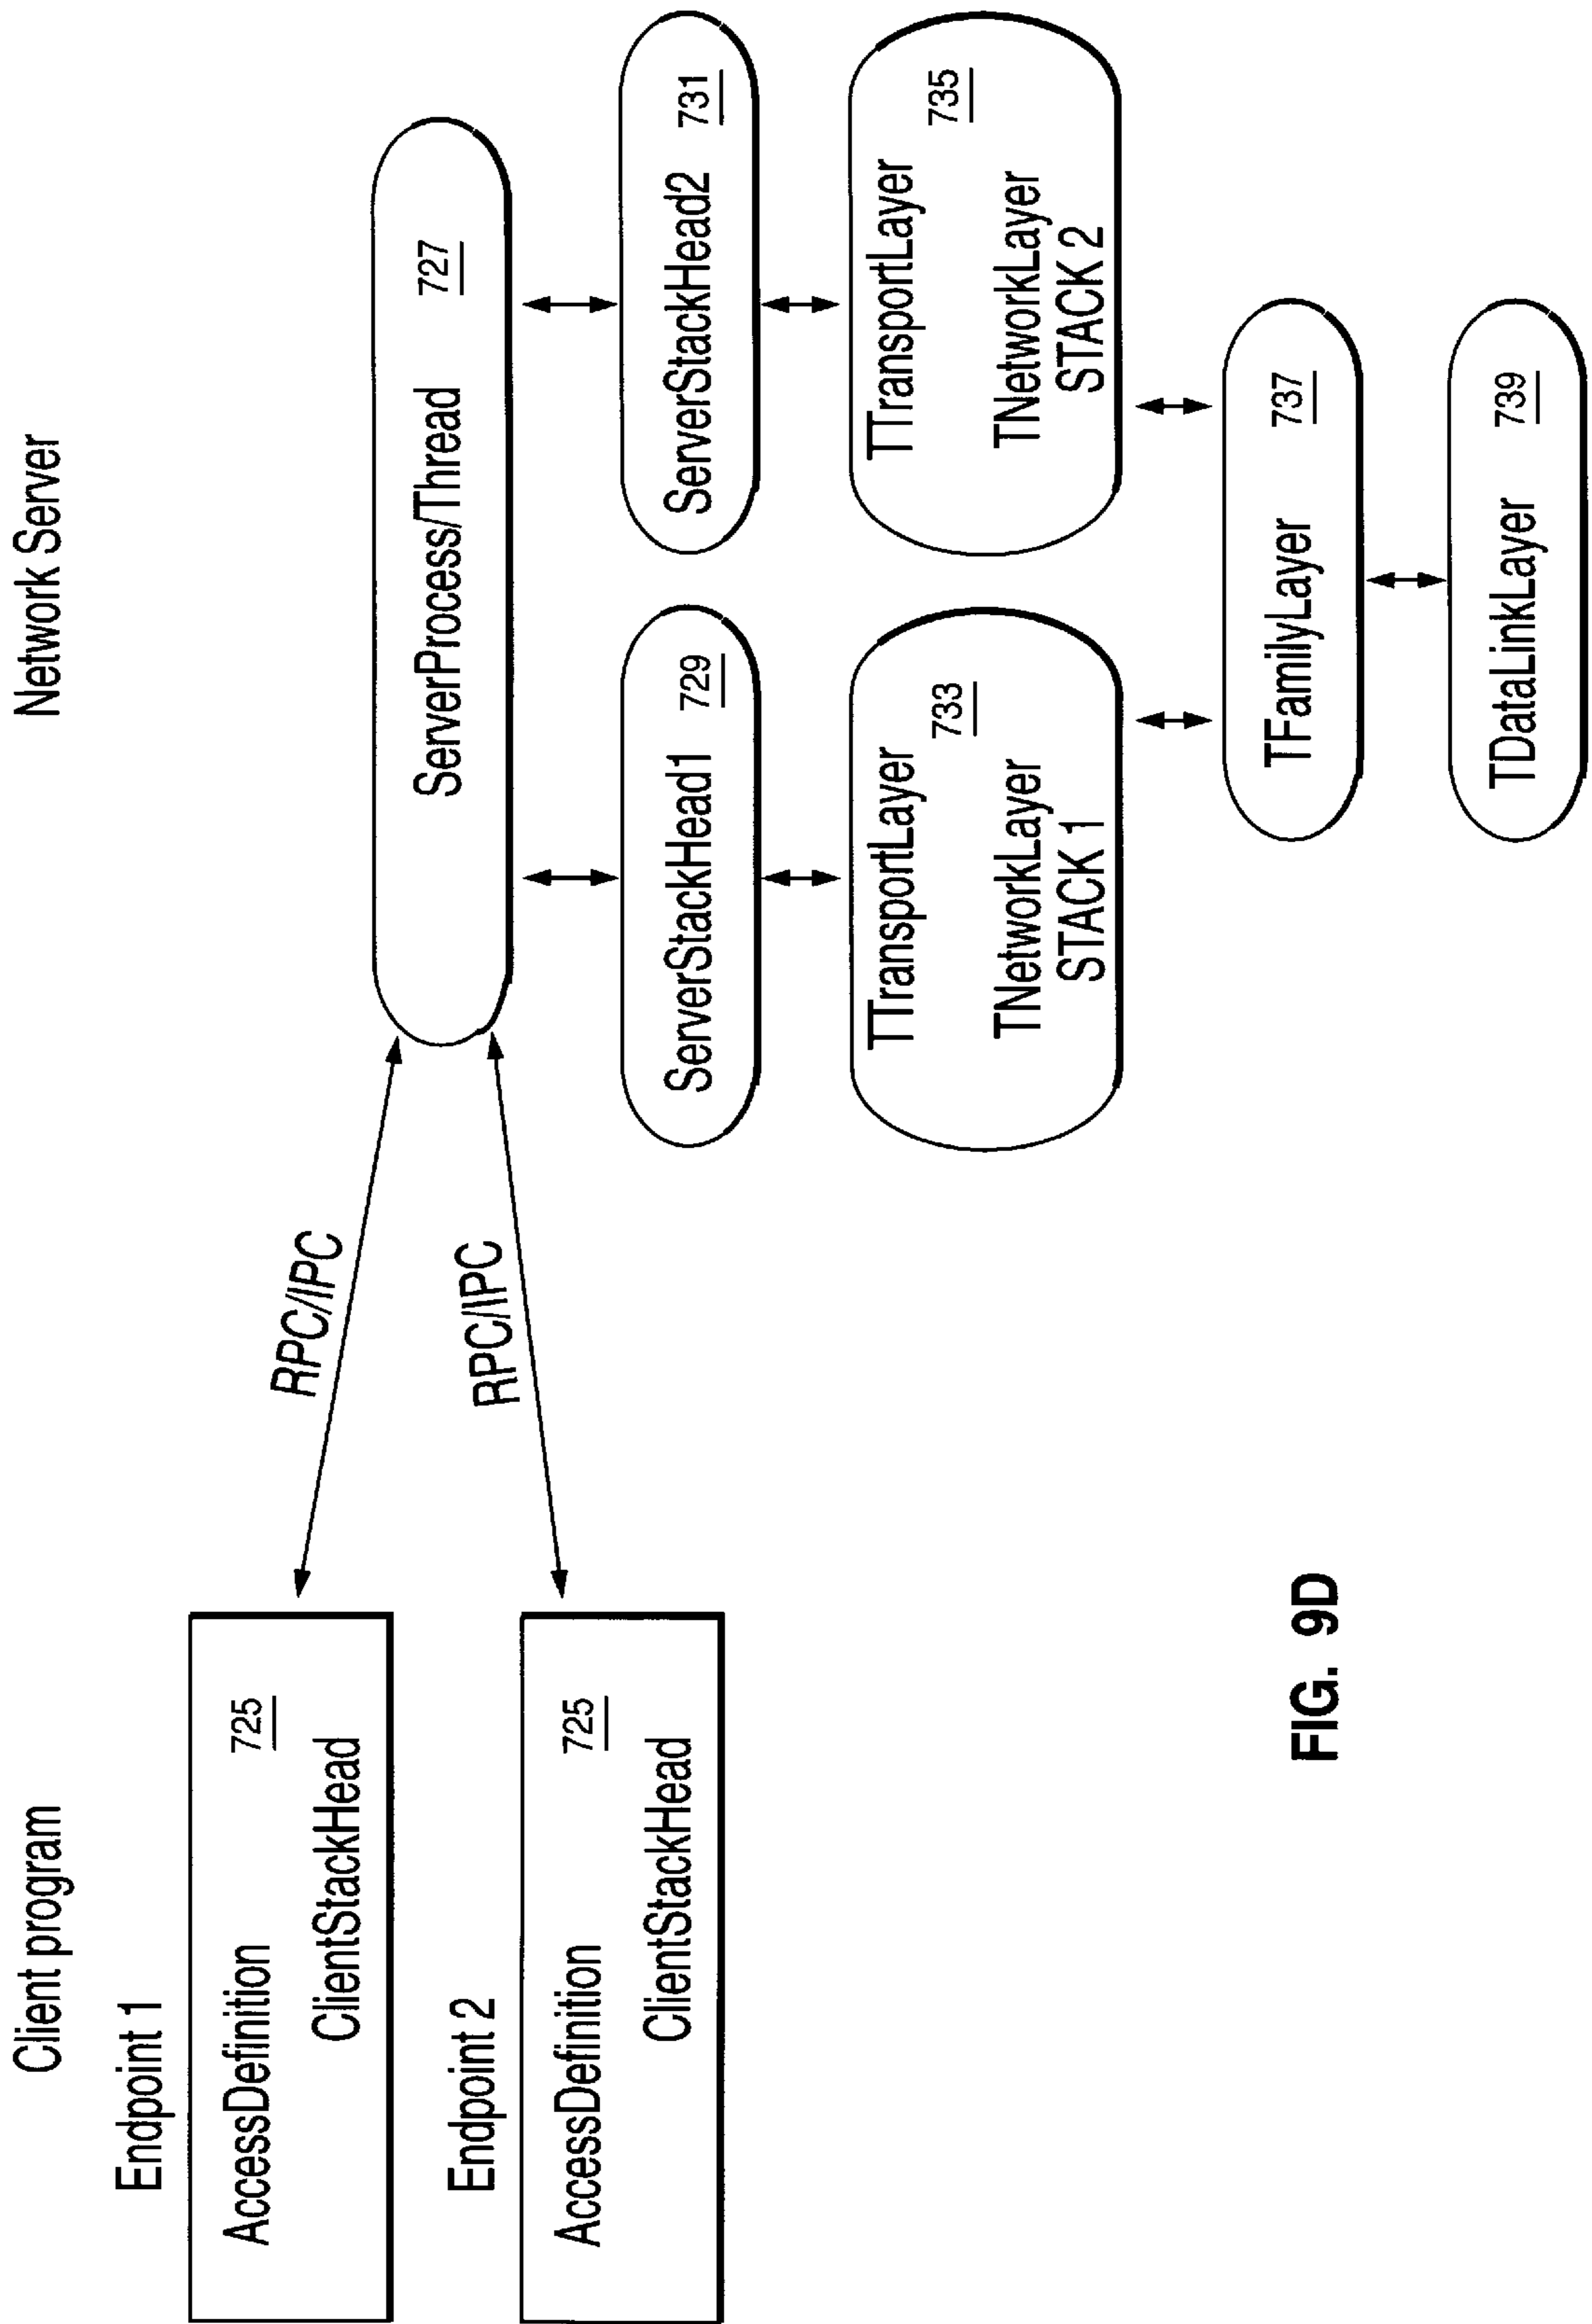 Client program
Network Server
Endpoint 1
AccessDefinition
725
ClientStackHead
Endpoint 2
AccessDefinition
725
ClientStackHead
RPC/IPC
RPC/IPC
ServerProcess/Thread
727
ServerStackHead1
729
ServerStackHead2
731
TTransportLayer
733
TNetworkLayer
STACK 1
TTransportLayer
735
TNetworkLayer
STACK 2
TFamilyLayer
737
TDataLinkLayer
739
FIG. 9D